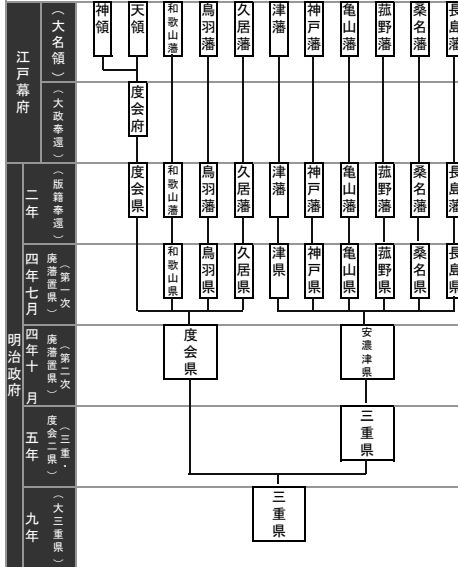 江戸幕府
（大名領）
神領
天領
和歌山藩
鳥羽藩
久居藩
津藩
神戸藩
亀山藩
菰野藩
桑名藩
長島藩
（大政奉還）
度会府
明治政府
二年
（版籍奉還）
度会県
和歌山藩
鳥羽藩
久居藩
津藩
神戸藩
亀山藩
菰野藩
桑名藩
長島藩
四年七月
（第一次
廃藩置県）
和歌山県
鳥羽県
久居県
津県
神戸県
亀山県
菰野県
桑名県
長島県
四年十 月
（第二次
廃藩置県）
度会県
安濃津県
五年
（三重・
度会二県）
三重県
九年
（大三重県）
三重県